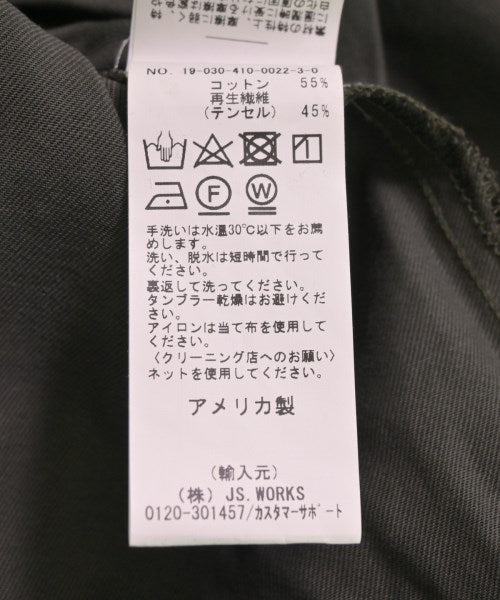 NO. 19-030-410-0022-3-0
コットン 55%
再生繊維
(テンセル) 45%
F W
手洗いは水温30℃以下をお薦
めします。
洗い、脱水は短時間で行って
ください。
裏返して洗ってください。
タンブラー乾燥はお避けくだ
さい。
アイロンは当て布を使用して
ください。
〈クリーニング店へのお願い〉
ネットを使用してください。
アメリカ製
(輸入元)
(株) JS.WORKS
0120-301457/カスタマーサポート